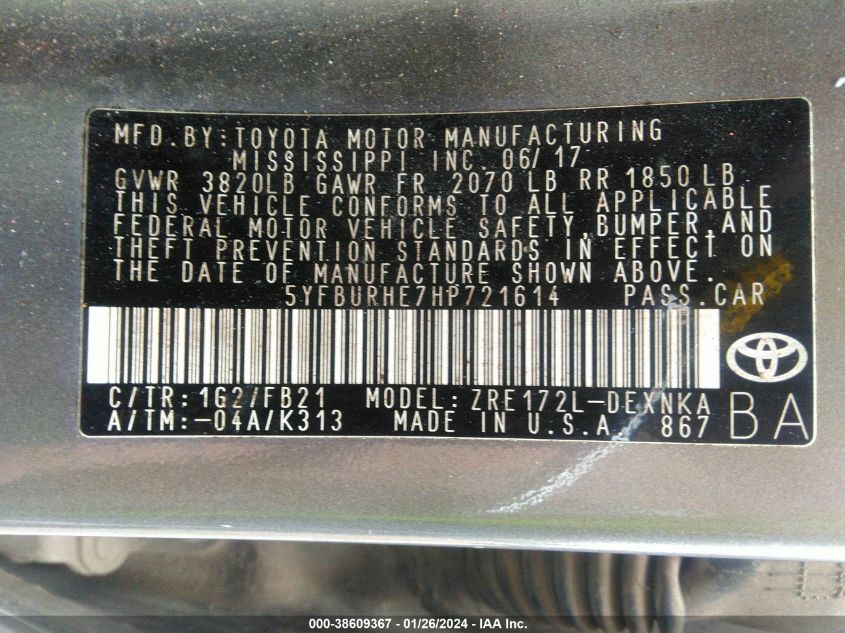 MFD.BY:TOYOTA MOTOR MANUFACTURING
MISSISSIPPI INC. 06/17
GVWR 3820LB GAWR FR 2070 LB RR 1850 LB
THIS VEHICLE CONFORMS TO ALL APPLICABLE
FEDERAL MOTOR VEHICLE SAFETY,BUMPER,AND
THEFT PREVENTION STANDARDS IN EFFECT ON
THE DATE OF MANUFACTURE SHOWN ABOVE.
5YFBURHE7HP721614 PASS.CAR
C/TR:1G2/FB21 MODEL:ZRE172L-DEXNKA
A/TM:-04A/K313 MADE IN U.S.A. 867 BA
000-38609367 - 01/26/2024 - IAA Inc.